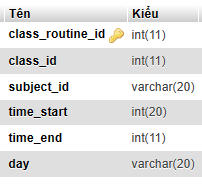 Tên Kiểu
class_routine_id int(11)
class_id int(11)
subject_id varchar(20)
time_start int(20)
time_end int(11)
day varchar(20)